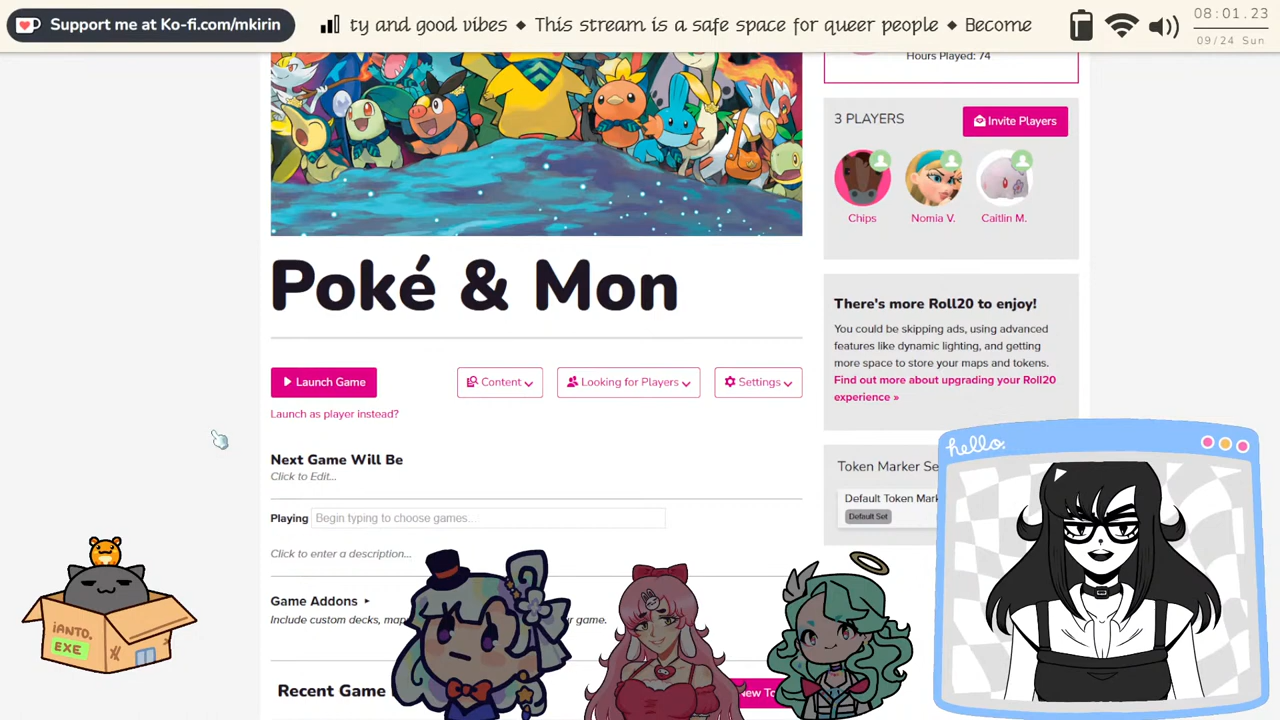 Support me at Ko-fi.com/mkirin
ty and good vibes ◆ This stream is a safe space for queer people ◆ Become
08:01.23
09/24 Sun
Hours Played: 74
3 PLAYERS
Invite Players
Chips
Nomia V.
Caitlin M.
Poké & Mon
There's more Roll20 to enjoy!
You could be skipping ads, using advanced
features like dynamic lighting, and getting
more space to store your maps and tokens.
Find out more about upgrading your Roll20
experience »
Launch Game
Content
Looking for Players
Settings
Launch as player instead?
Next Game Will Be
Click to Edit...
Playing
Begin typing to choose games...
Click to enter a description...
Token Marker Se
Default Token Mark
Default Set
hello.
Game Addons
Include custom decks, map
r game.
Recent Game
New To
iANTO.
EXE